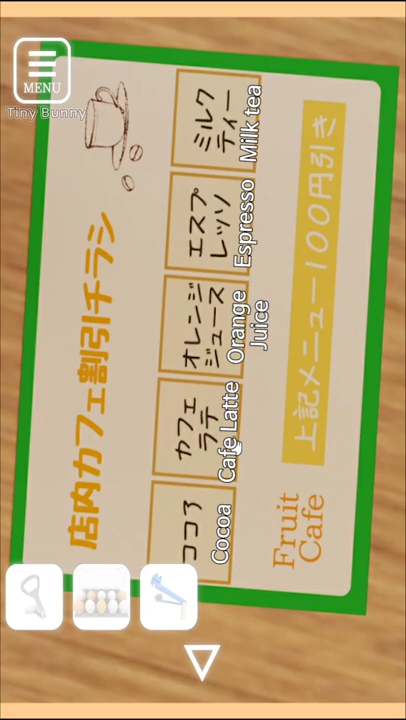 MENU
Tiny Bunny
店内カフェ割引チラシ
ココア
カフェ
ラテ
オレンジ
ジュース
エスプ
レッソ
ミルク
ティー
Cocoa
Cafe Latte
Orange
Juice
Espresso
Milk tea
上記メニュー100円引き
Fruit
Cafe